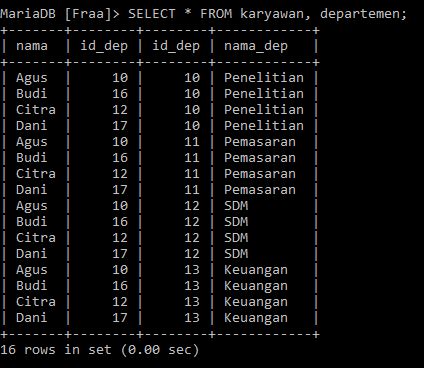 MariaDB [Fraa]> SELECT * FROM karyawan, departemen;
+-------+--------+--------+------------+
| nama  | id_dep | id_dep | nama_dep   |
+-------+--------+--------+------------+
| Agus  |     10 |     10 | Penelitian |
| Budi  |     16 |     10 | Penelitian |
| Citra |     12 |     10 | Penelitian |
| Dani  |     17 |     10 | Penelitian |
| Agus  |     10 |     11 | Pemasaran  |
| Budi  |     16 |     11 | Pemasaran  |
| Citra |     12 |     11 | Pemasaran  |
| Dani  |     17 |     11 | Pemasaran  |
| Agus  |     10 |     12 | SDM        |
| Budi  |     16 |     12 | SDM        |
| Citra |     12 |     12 | SDM        |
| Dani  |     17 |     12 | SDM        |
| Agus  |     10 |     13 | Keuangan   |
| Budi  |     16 |     13 | Keuangan   |
| Citra |     12 |     13 | Keuangan   |
| Dani  |     17 |     13 | Keuangan   |
+-------+--------+--------+------------+
16 rows in set (0.00 sec)